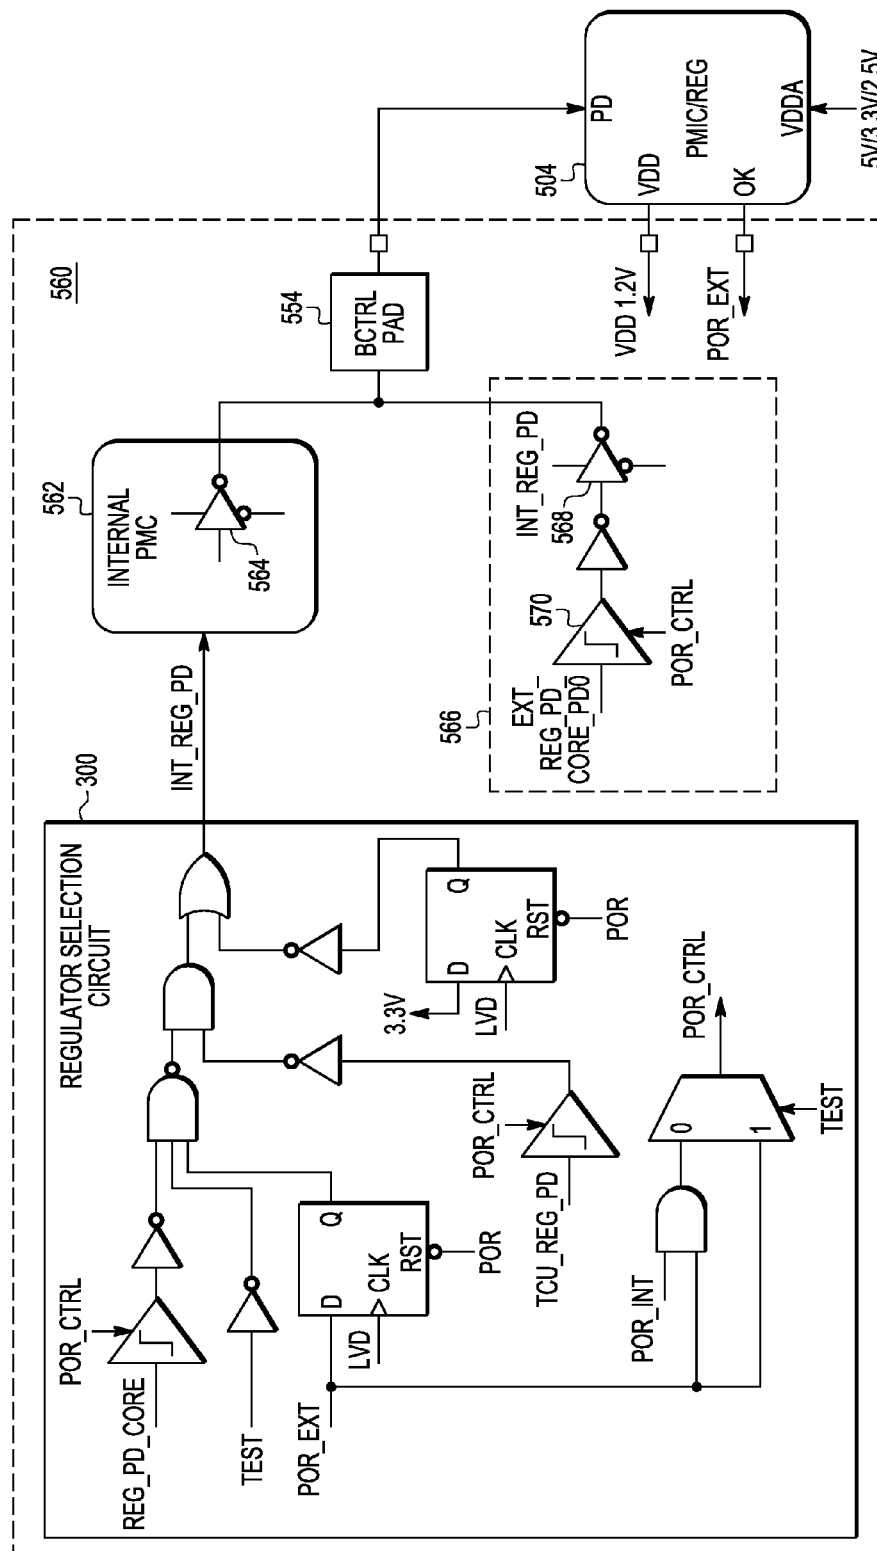 560
REGULATOR SELECTION
CIRCUIT
300
POR_CTRL
REG_PD_CORE
TEST
POR_EXT
D
Q
LVD
CLK
RST
POR
3.3V
D
Q
LVD
CLK
RST
POR
POR_CTRL
TCU_REG_PD
POR_INT
0
1
POR_CTRL
TEST
INT_REG_PD
562
INTERNAL
PMC
564
554
BCTRL
PAD
566
EXT_
REG_PD_
CORE_PD0
570
POR_CTRL
568
INT_REG_PD
VDD 1.2V
POR_EXT
504
PD
VDD
PMIC/REG
OK
VDDA
5V/3.3V/2.5V